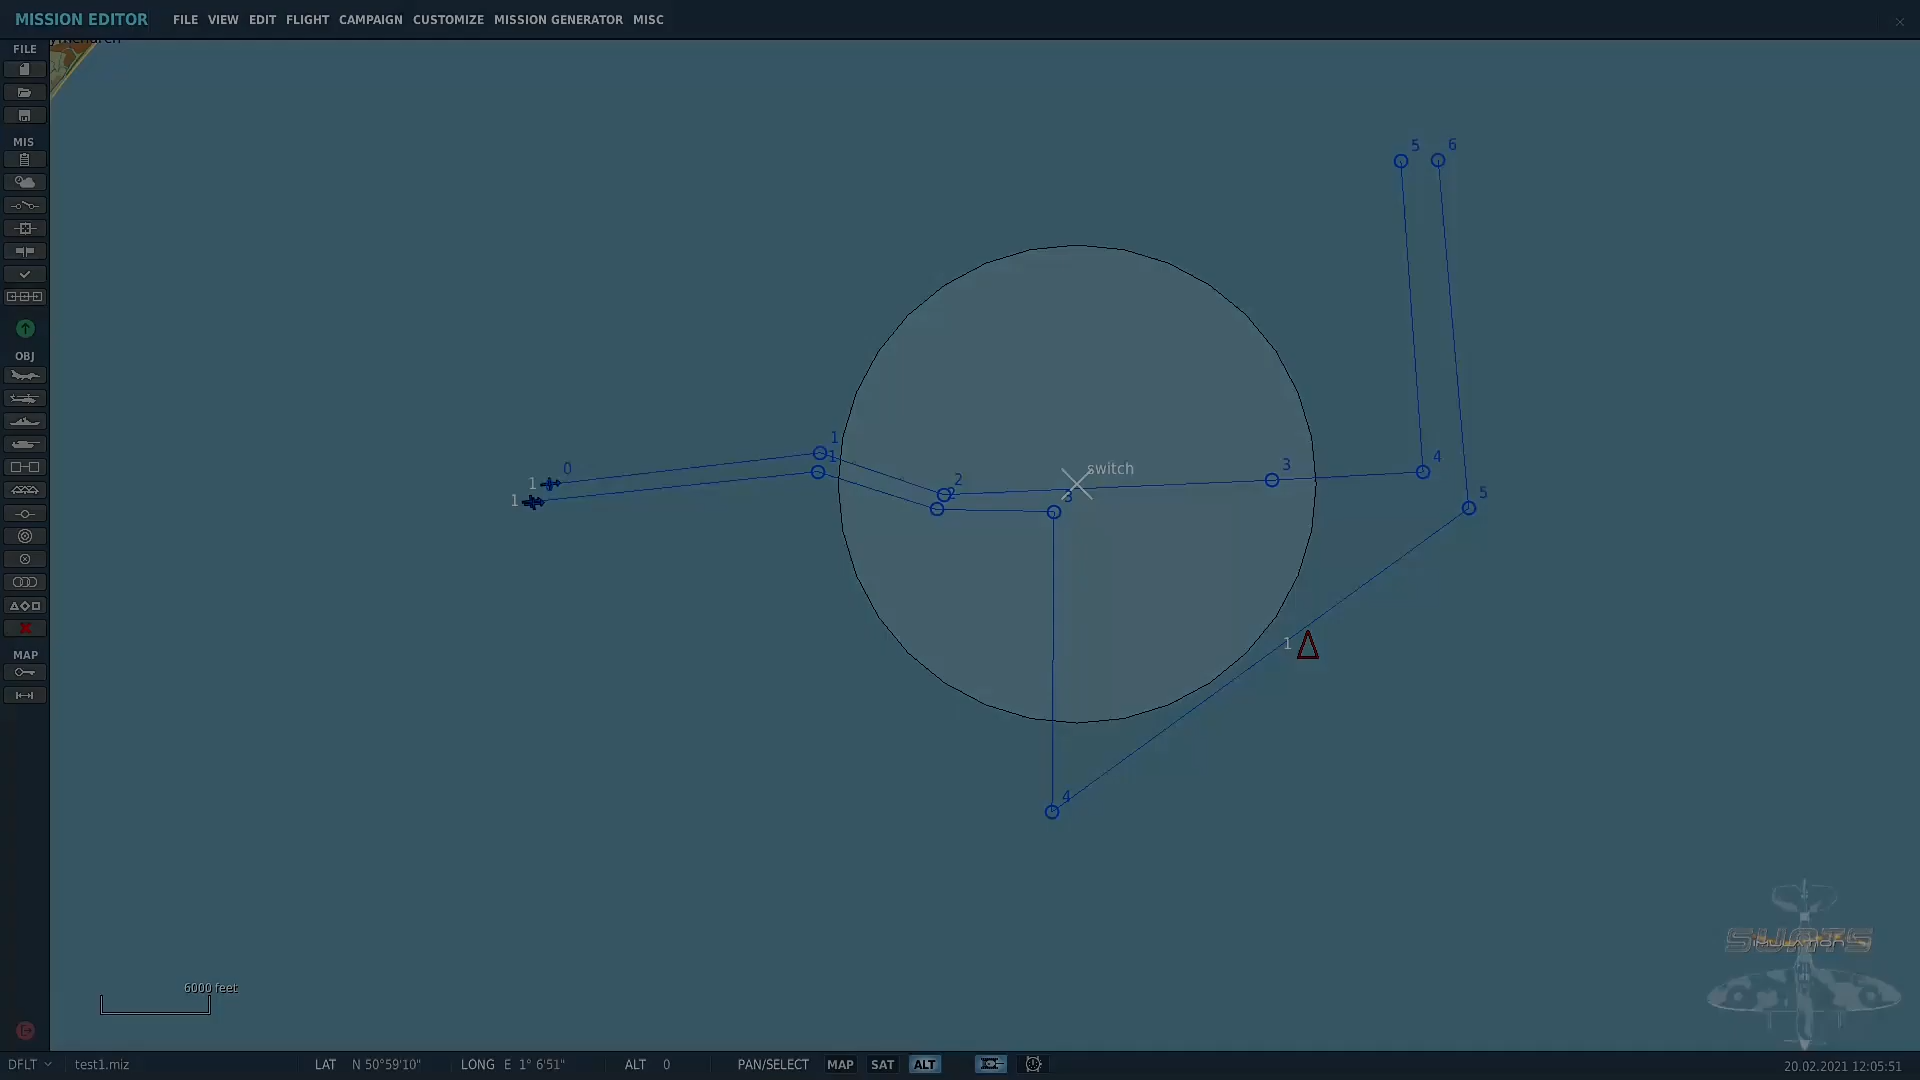 MISSION EDITOR FILE VIEW EDIT FLIGHT CAMPAIGN CUSTOMIZE MISSION GENERATOR MISC
FILE
MIS
OBJ
MAP
5 6
1
1
0
1
1
2
2
switch
3
3
4
5
1
4
6000 feet
SURTS
SIMULATIONS
DFLT test1.miz LAT N 50°59'10" LONG E 1° 6'51" ALT 0 PAN/SELECT MAP SAT ALT 20.02.2021 12:05:51